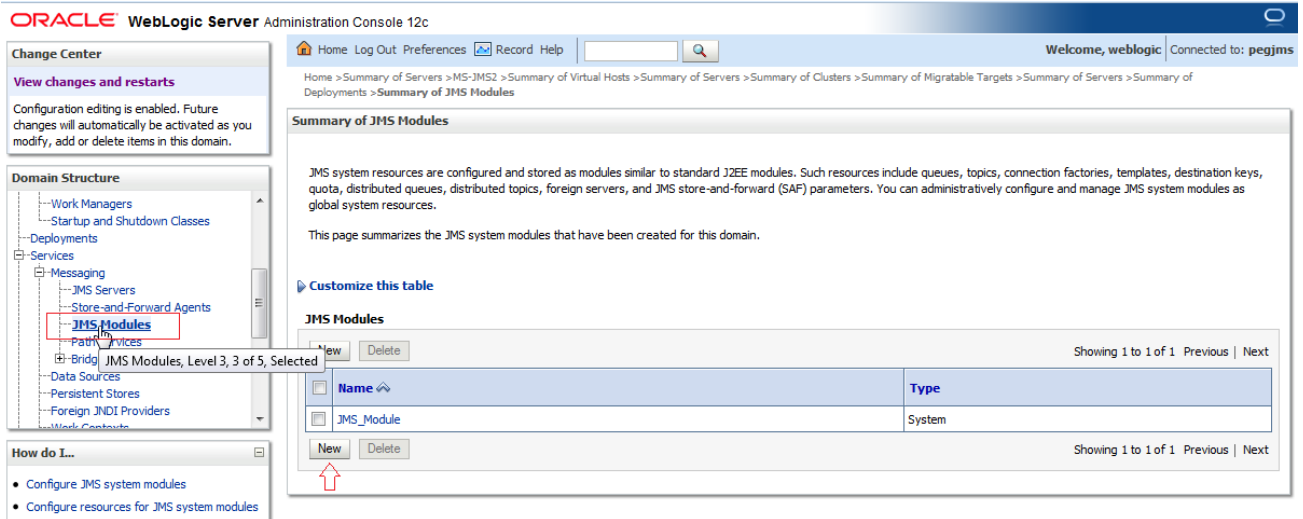 ORACLE WebLogic Server Administration Console 12c
Change Center
View changes and restarts
Configuration editing is enabled. Future
changes will automatically be activated as you
modify, add or delete items in this domain.
Domain Structure
Work Managers
Startup and Shutdown Classes
Deployments
Services
Messaging
JMS Servers
Store-and-Forward Agents
JMS Modules
Path Services
Bridg
JMS Modules, Level 3, 3 of 5, Selected
Data Sources
Persistent Stores
Foreign JNDI Providers
Work Contexts
How do I...
Configure JMS system modules
Configure resources for JMS system modules
Home Log Out Preferences Record Help
Welcome, weblogic Connected to: pegjms
Home >Summary of Servers >MS-JMS2 >Summary of Virtual Hosts >Summary of Servers >Summary of Clusters >Summary of Migratable Targets >Summary of Servers >Summary of
Deployments >Summary of JMS Modules
Summary of JMS Modules
JMS system resources are configured and stored as modules similar to standard J2EE modules. Such resources include queues, topics, connection factories, templates, destination keys,
quota, distributed queues, distributed topics, foreign servers, and JMS store-and-forward (SAF) parameters. You can administratively configure and manage JMS system modules as
global system resources.
This page summarizes the JMS system modules that have been created for this domain.
Customize this table
JMS Modules
New Delete Showing 1 to 1 of 1 Previous | Next
Name Type
JMS_Module System
New Delete Showing 1 to 1 of 1 Previous | Next